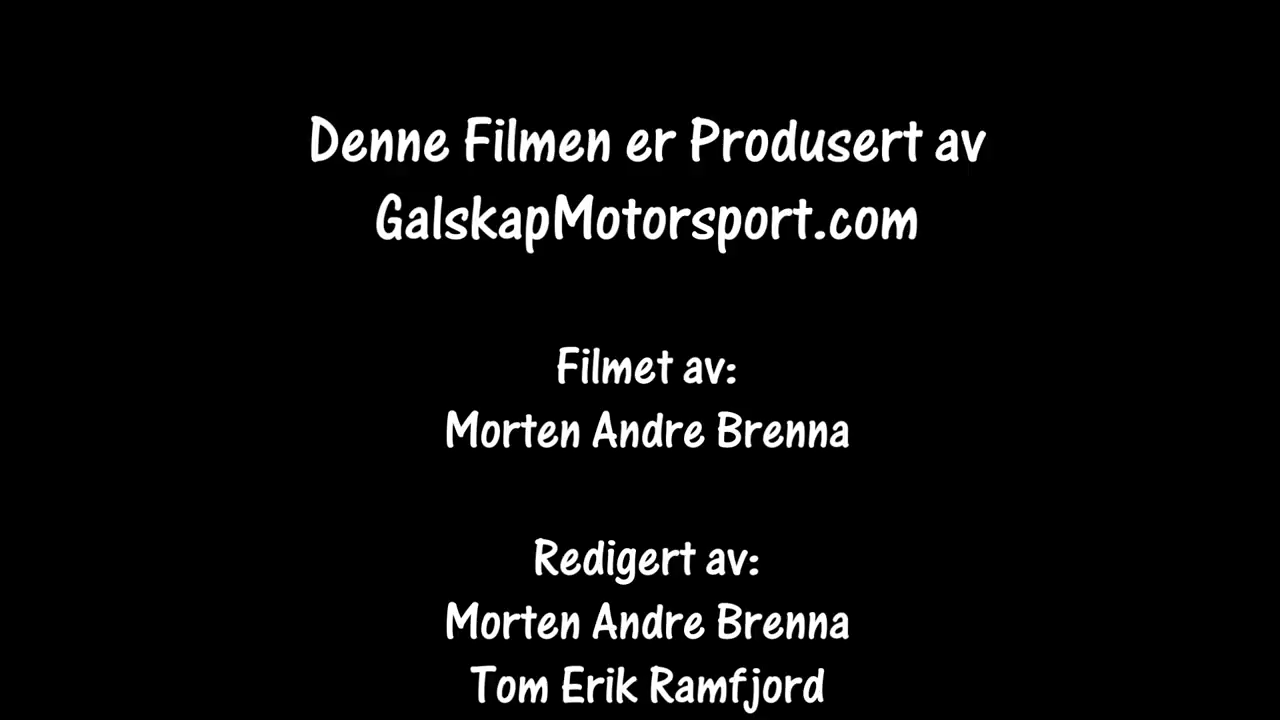 Denne Filmen er Produsert av
GalskapMotorsport.com
Filmet av:
Morten Andre Brenna
Redigert av:
Morten Andre Brenna
Tom Erik Ramfjord